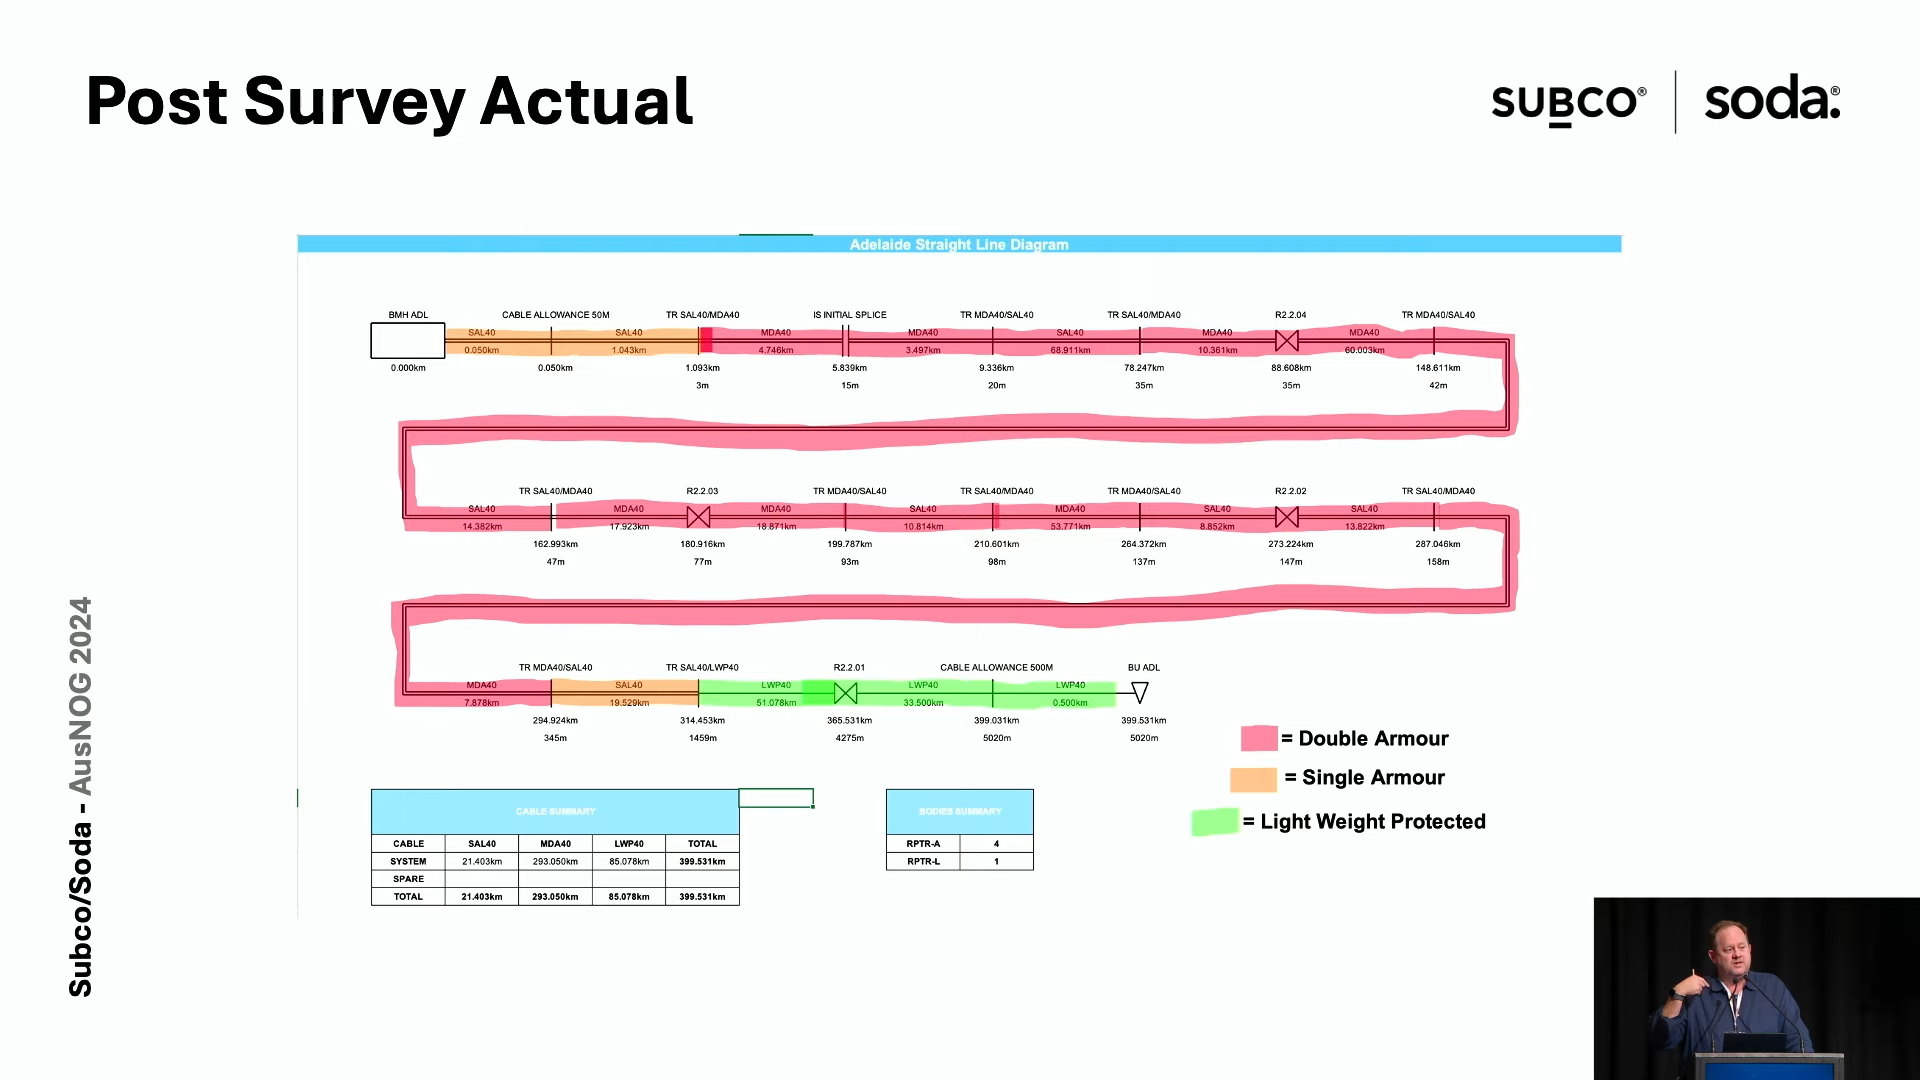 Post Survey Actual
SUBCO® soda.®
Subco/Soda - AusNOG 2024
Adelaide Straight Line Diagram
BMH ADL CABLE ALLOWANCE 50M TR SAL40/MDA40 IS INITIAL SPLICE TR MDA40/SAL40 TR SAL40/MDA40 R2.2.04 TR MDA40/SAL40
SAL40 SAL40 MDA40 MDA40 SAL40 MDA40 MDA40
0.050km 1.043km 4.746km 3.497km 68.911km 10.361km 60.003km
0.000km 0.050km 1.093km 5.839km 9.336km 78.247km 88.608km 148.611km
3m 15m 20m 35m 35m 42m
TR SAL40/MDA40 R2.2.03 TR MDA40/SAL40 TR SAL40/MDA40 TR MDA40/SAL40 R2.2.02 TR SAL40/MDA40
SAL40 MDA40 MDA40 SAL40 MDA40 SAL40 SAL40
14.382km 17.923km 18.871km 10.814km 53.771km 8.852km 13.822km
162.993km 180.916km 199.787km 210.601km 264.372km 273.224km 287.046km
47m 77m 93m 98m 137m 147m 158m
TR MDA40/SAL40 TR SAL40/LWP40 R2.2.01 CABLE ALLOWANCE 500M BU ADL
MDA40 SAL40 LWP40 LWP40 LWP40
7.878km 19.529km 51.078km 33.500km 0.500km
294.924km 314.453km 365.531km 399.031km 399.531km
345m 1459m 4275m 5020m 5020m
= Double Armour
= Single Armour
= Light Weight Protected
CABLE SUMMARY
CABLE SAL40 MDA40 LWP40 TOTAL
SYSTEM 21.403km 293.050km 85.078km 399.531km
SPARE
TOTAL 21.403km 293.050km 85.078km 399.531km
BODIES SUMMARY
RPTR-A 4
RPTR-L 1